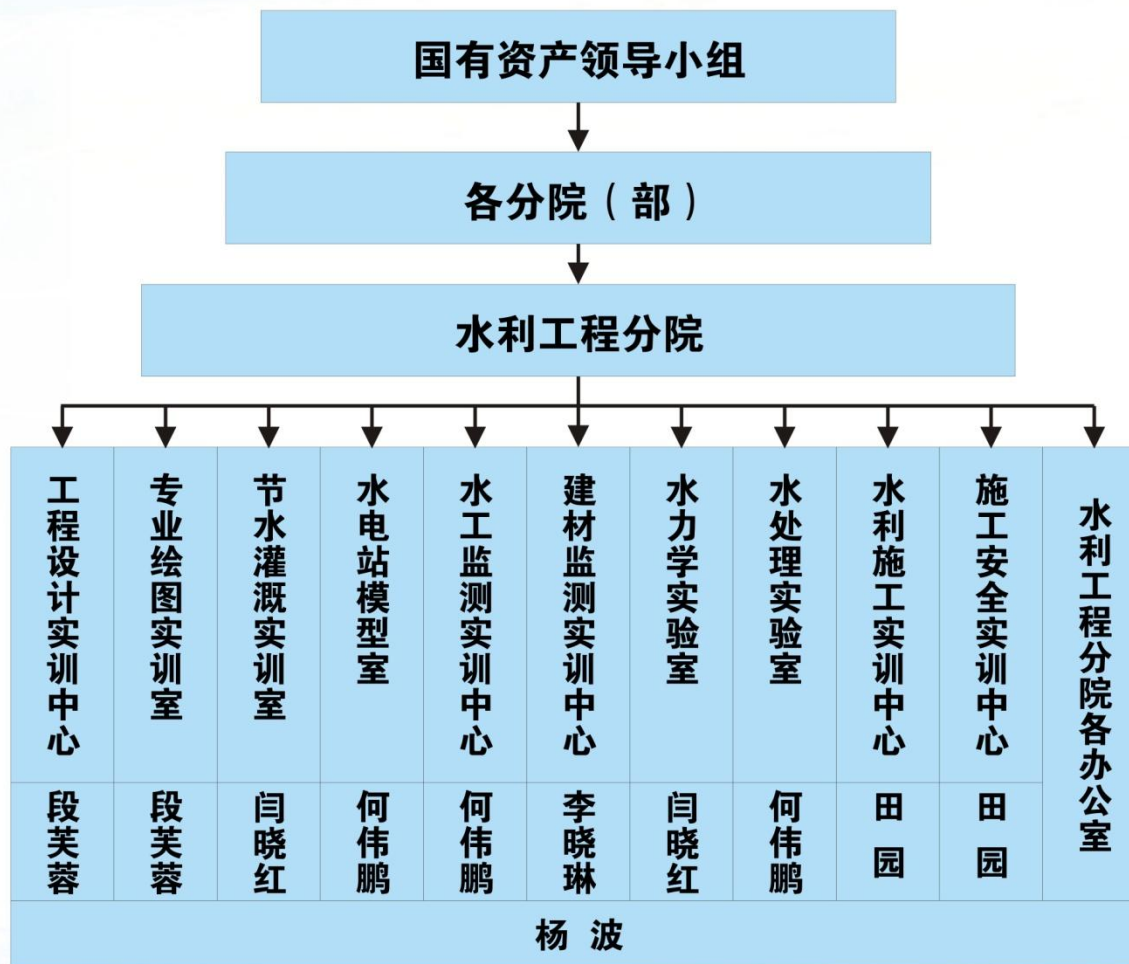 国有资产领导小组
各分院（部）
水利工程分院
工程设计实训中心
专业绘图实训室
节水灌溉实训室
水电站模型室
水工监测实训中心
建材监测实训中心
水力学实验室
水处理实验室
水利施工实训中心
施工安全实训中心
水利工程分院各办公室
段芙蓉
段芙蓉
闫晓红
何伟鹏
何伟鹏
李晓琳
闫晓红
何伟鹏
田园
田园
杨波